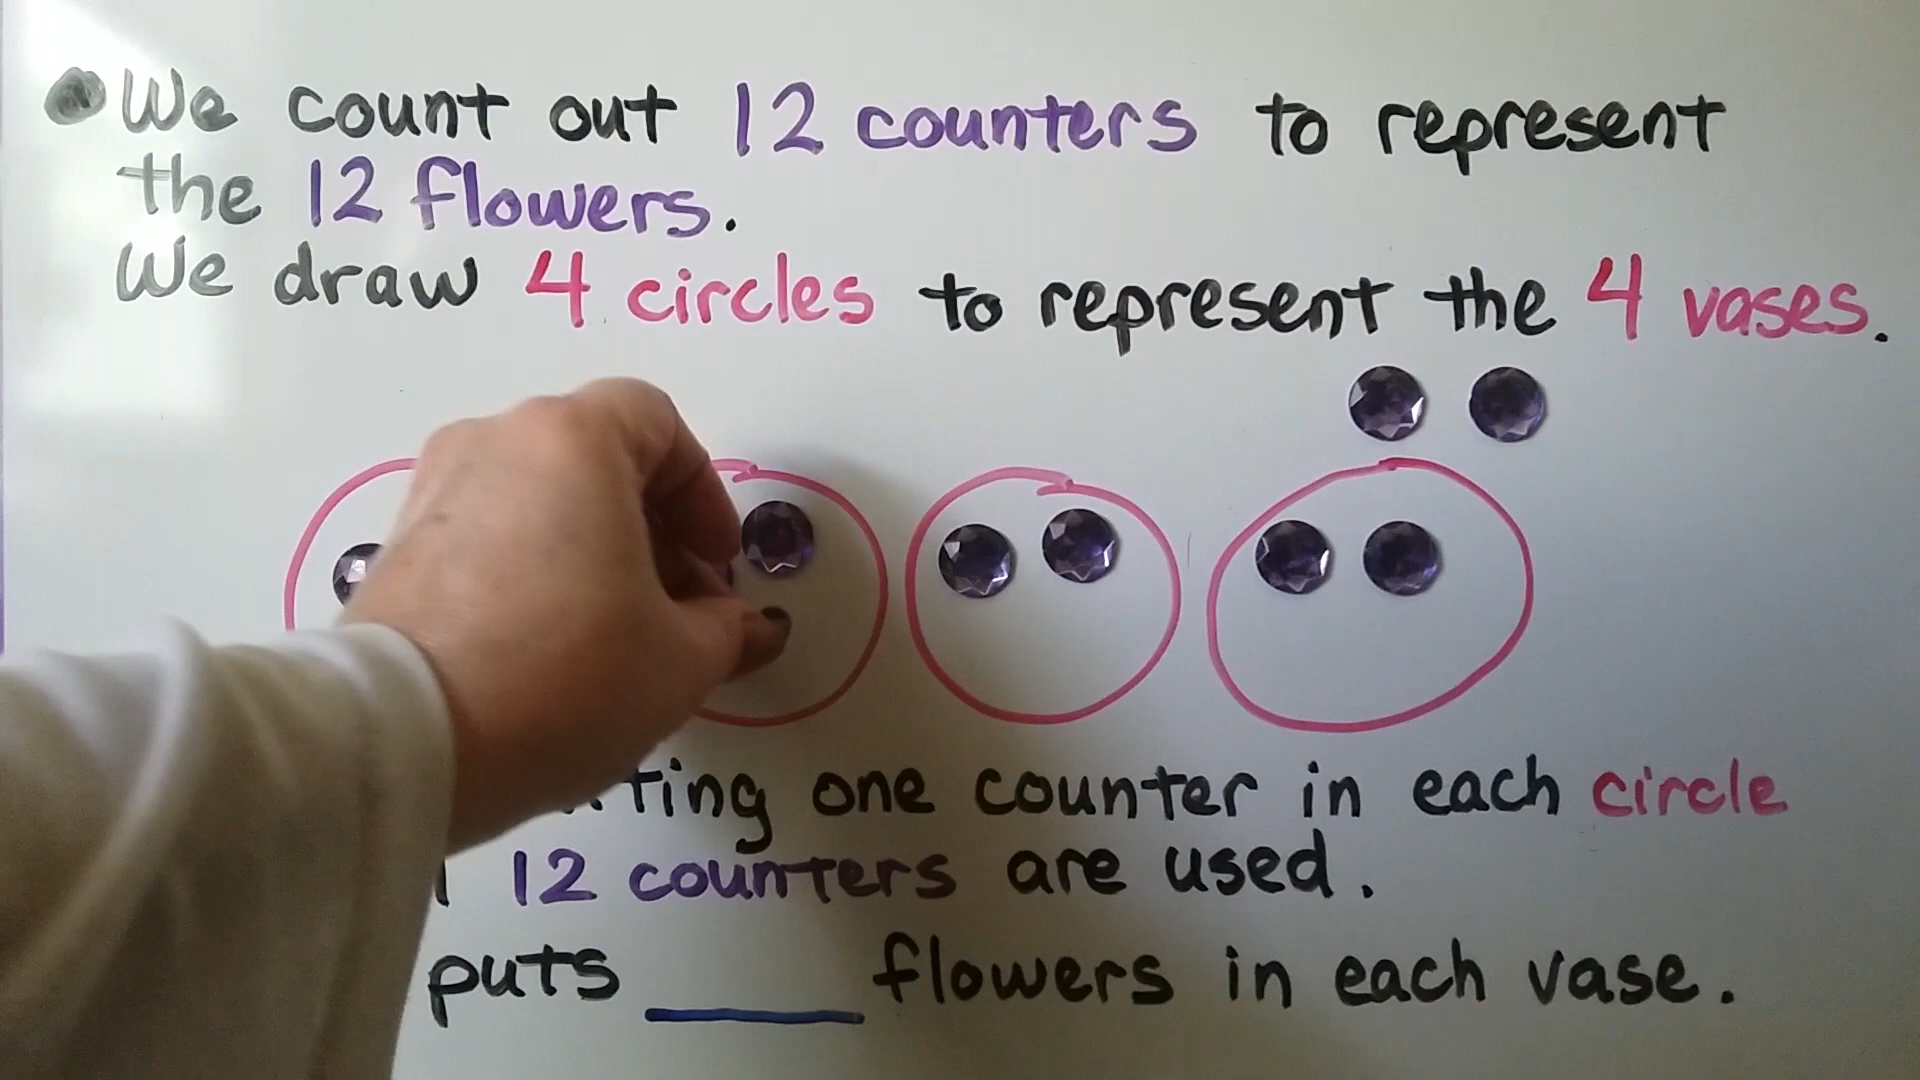 We count out 12 counters to represent
the 12 flowers.
We draw 4 circles to represent the 4 vases.
one counter in each circle
12 counters are used.
puts ____ flowers in each vase.